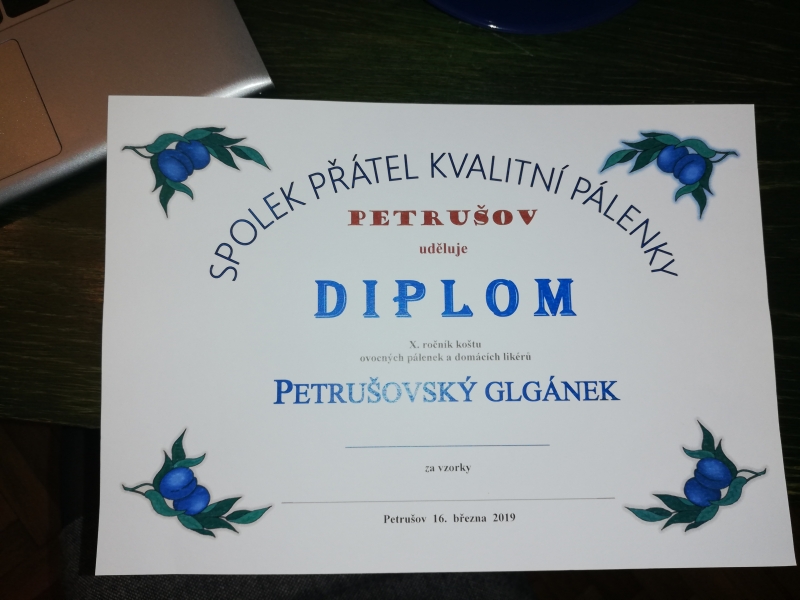 SPOLEK PŘÁTEL KVALITNÍ PÁLENKY
PETRUŠOV
uděluje
DIPLOM
X. ročník koštu
ovocných pálenek a domácích likérů
PETRUŠOVSKÝ GLGÁNEK
za vzorky
Petrušov 16. března 2019